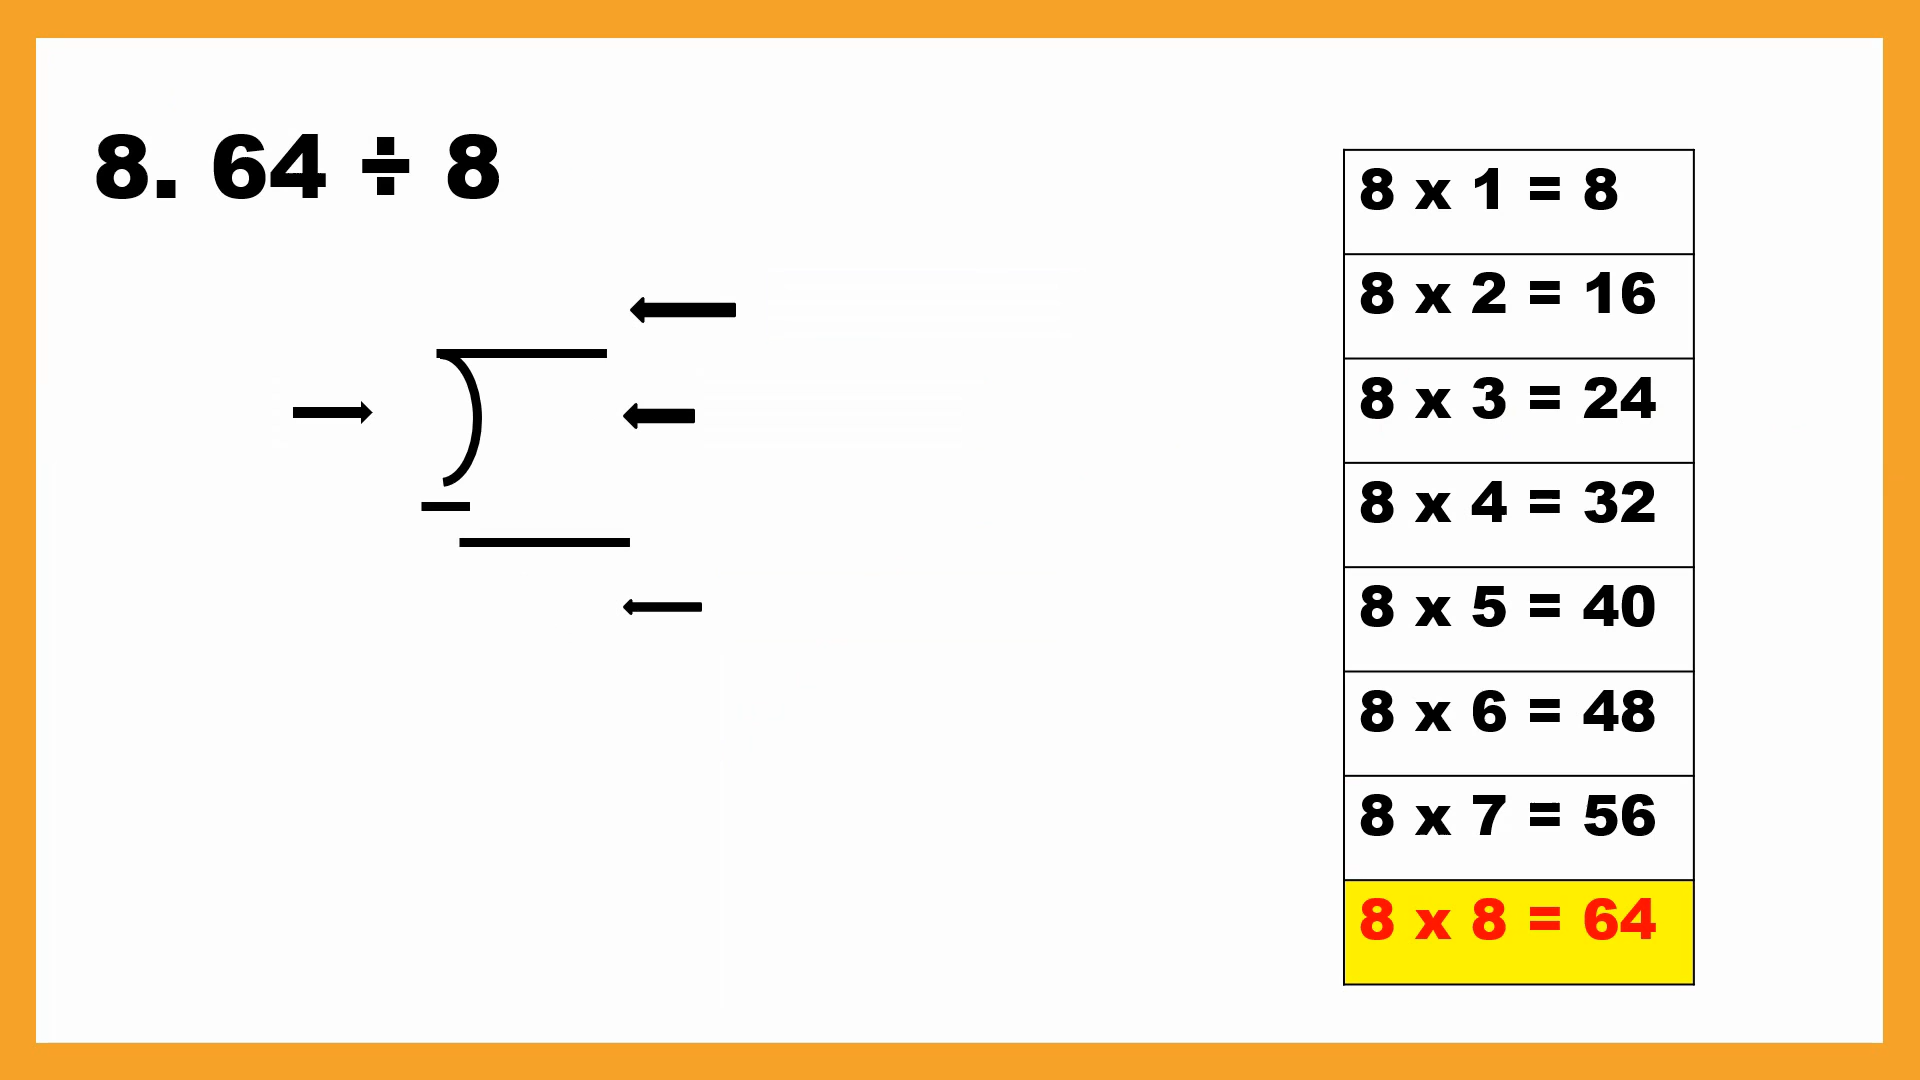 8. 64 ÷ 8
8 x 1 = 8
8 x 2 = 16
8 x 3 = 24
8 x 4 = 32
8 x 5 = 40
8 x 6 = 48
8 x 7 = 56
8 x 8 = 64